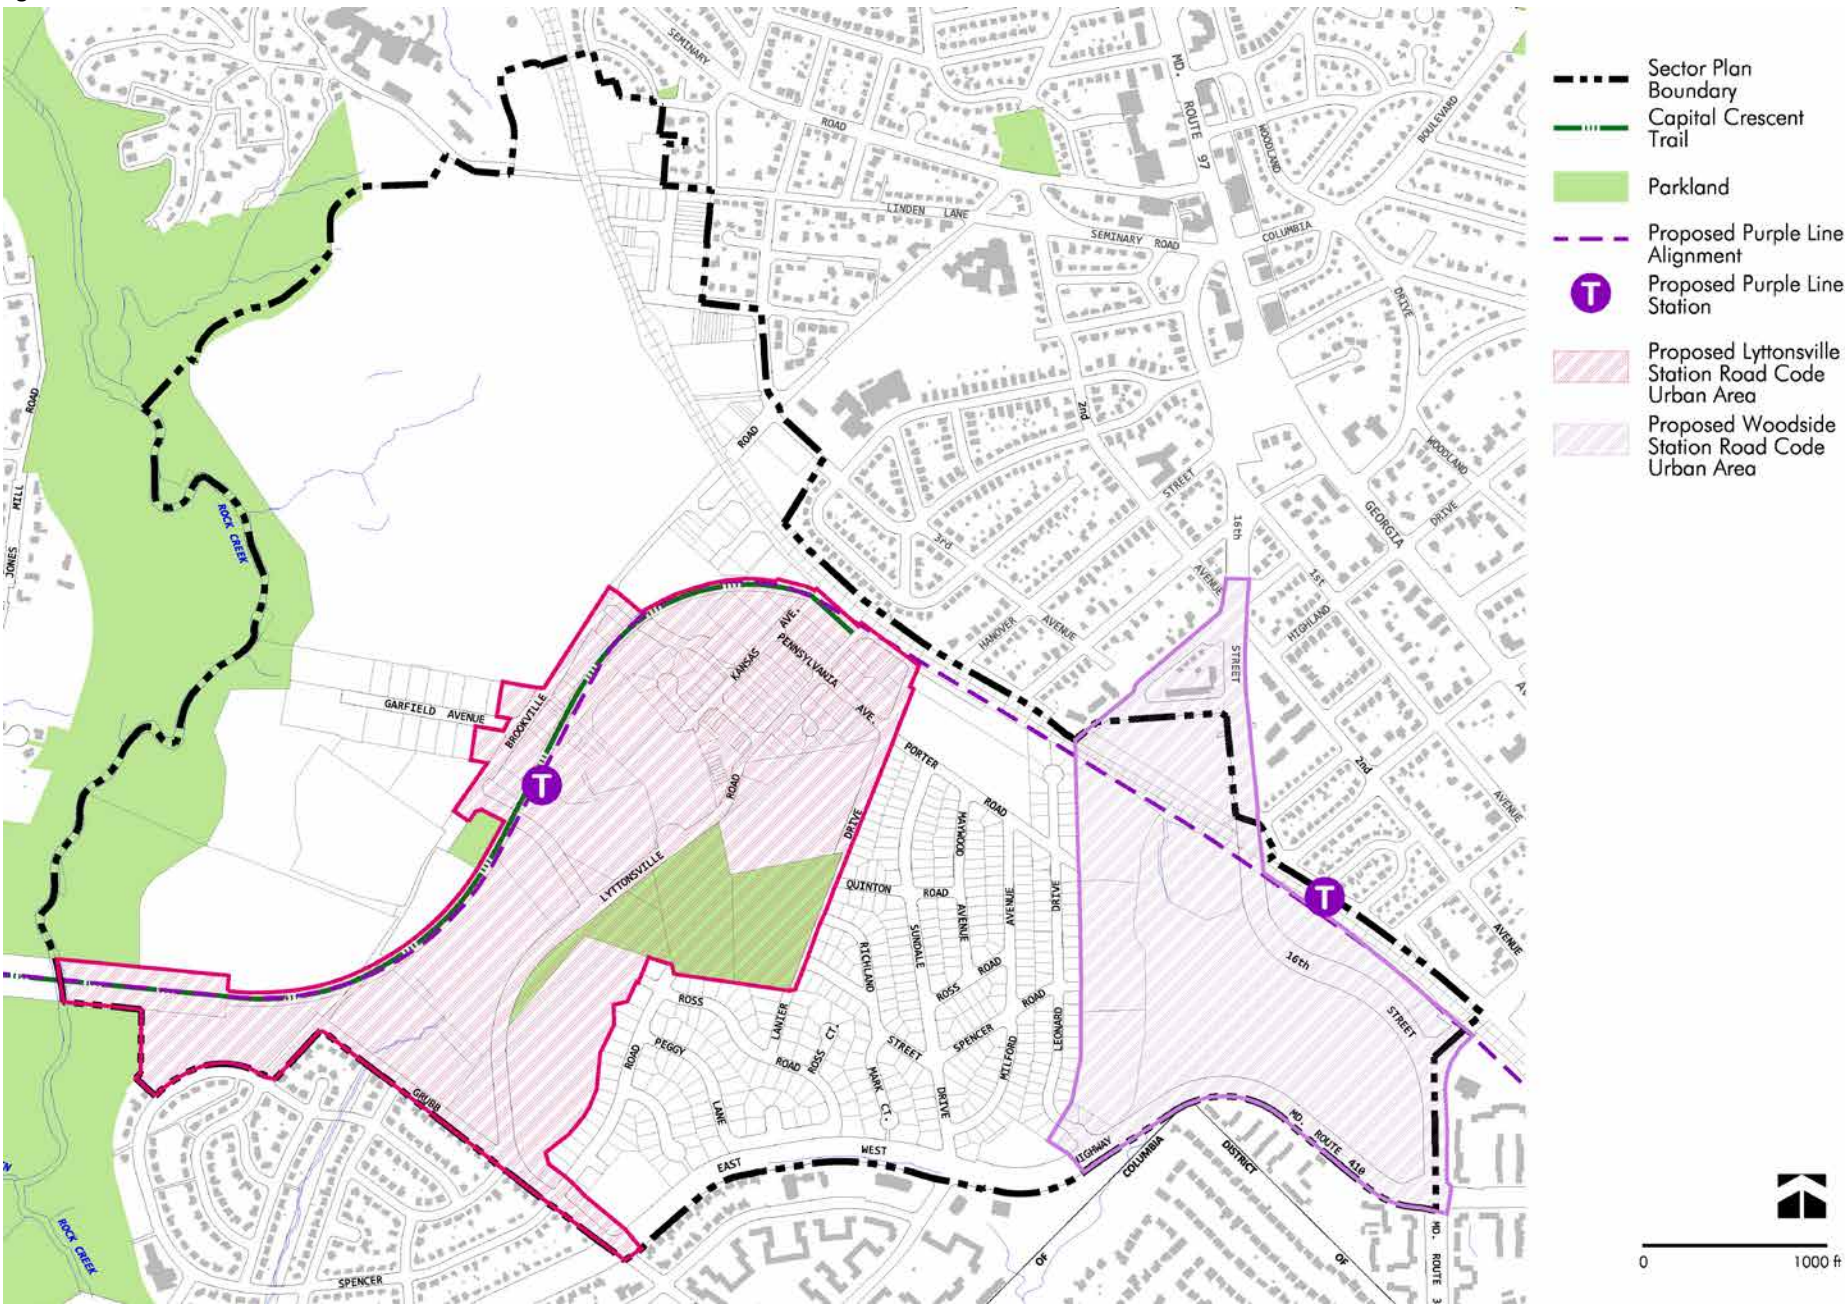 SEMINARY
ROAD
MD.
ROUTE
97
WOODLAND
BOULEVARD
LINDEN LANE
SEMINARY ROAD
COLUMBIA
DRIVE
ROAD
MILL
JONES
ROCK CREEK
ROAD
2nd
STREET
WOODLAND
DRIVE
GEORGIA
16th
3rd
AVENUE
1st
HIGHLAND
HANOVER
AVENUE
AVE.
KANSAS
PENNSYLVANIA
AVE.
STREET
GARFIELD AVENUE
BROOKVILLE
T
PORTER
ROAD
ROAD
DRIVE
MAYWOOD
AVENUE
2nd
AVENUE
LYTTONSVILLE
QUINTON
ROAD
AVENUE
DRIVE
SUNDALE
RICHLAND
T
AVENUE
16th
STREET
ROSS
ROAD
ROSS
LANIER
ROAD
SPENCER
LEONARD
MILFORD
STREET
ROAD
PEGGY
LANE
ROAD
ROSS CT.
MARK CT.
DRIVE
GRUBB
EAST
WEST
HIGHWAY
MD. ROUTE 410
COLUMBIA
DISTRICT
OF
OF
MD. ROUTE 3
ROCK CREEK
SPENCER
Sector Plan
Boundary
Capital Crescent
Trail
Parkland
Proposed Purple Line
Alignment
T
Proposed Purple Line
Station
Proposed Lyttonsville
Station Road Code
Urban Area
Proposed Woodside
Station Road Code
Urban Area
0
1000 ft